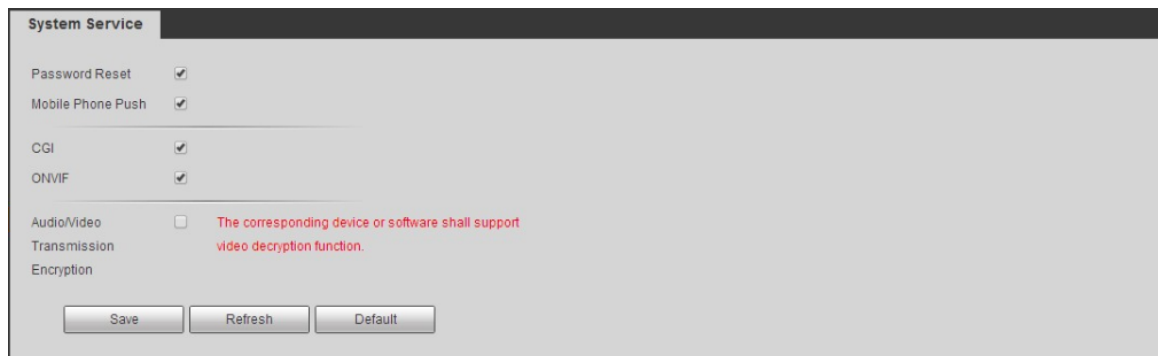 System Service
Password Reset
Mobile Phone Push
CGI
ONVIF
Audio/Video The corresponding device or software shall support
Transmission video decryption function.
Encryption
Save Refresh Default